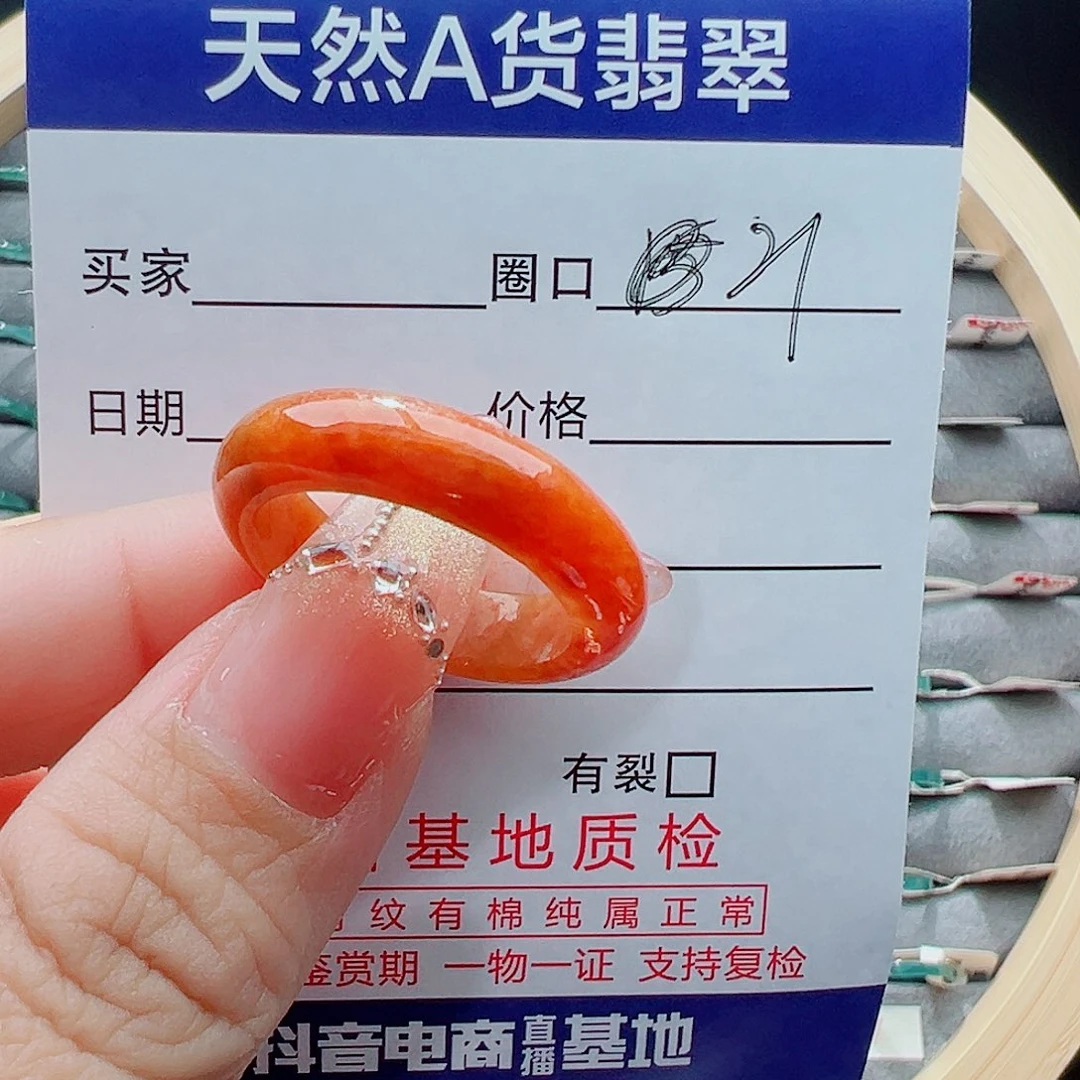 天然A货翡翠
买家 圈口
日期 价格
有裂
基地质检
纹有棉纯属正常
鉴赏期 一物一证 支持复检
抖音电商直播基地